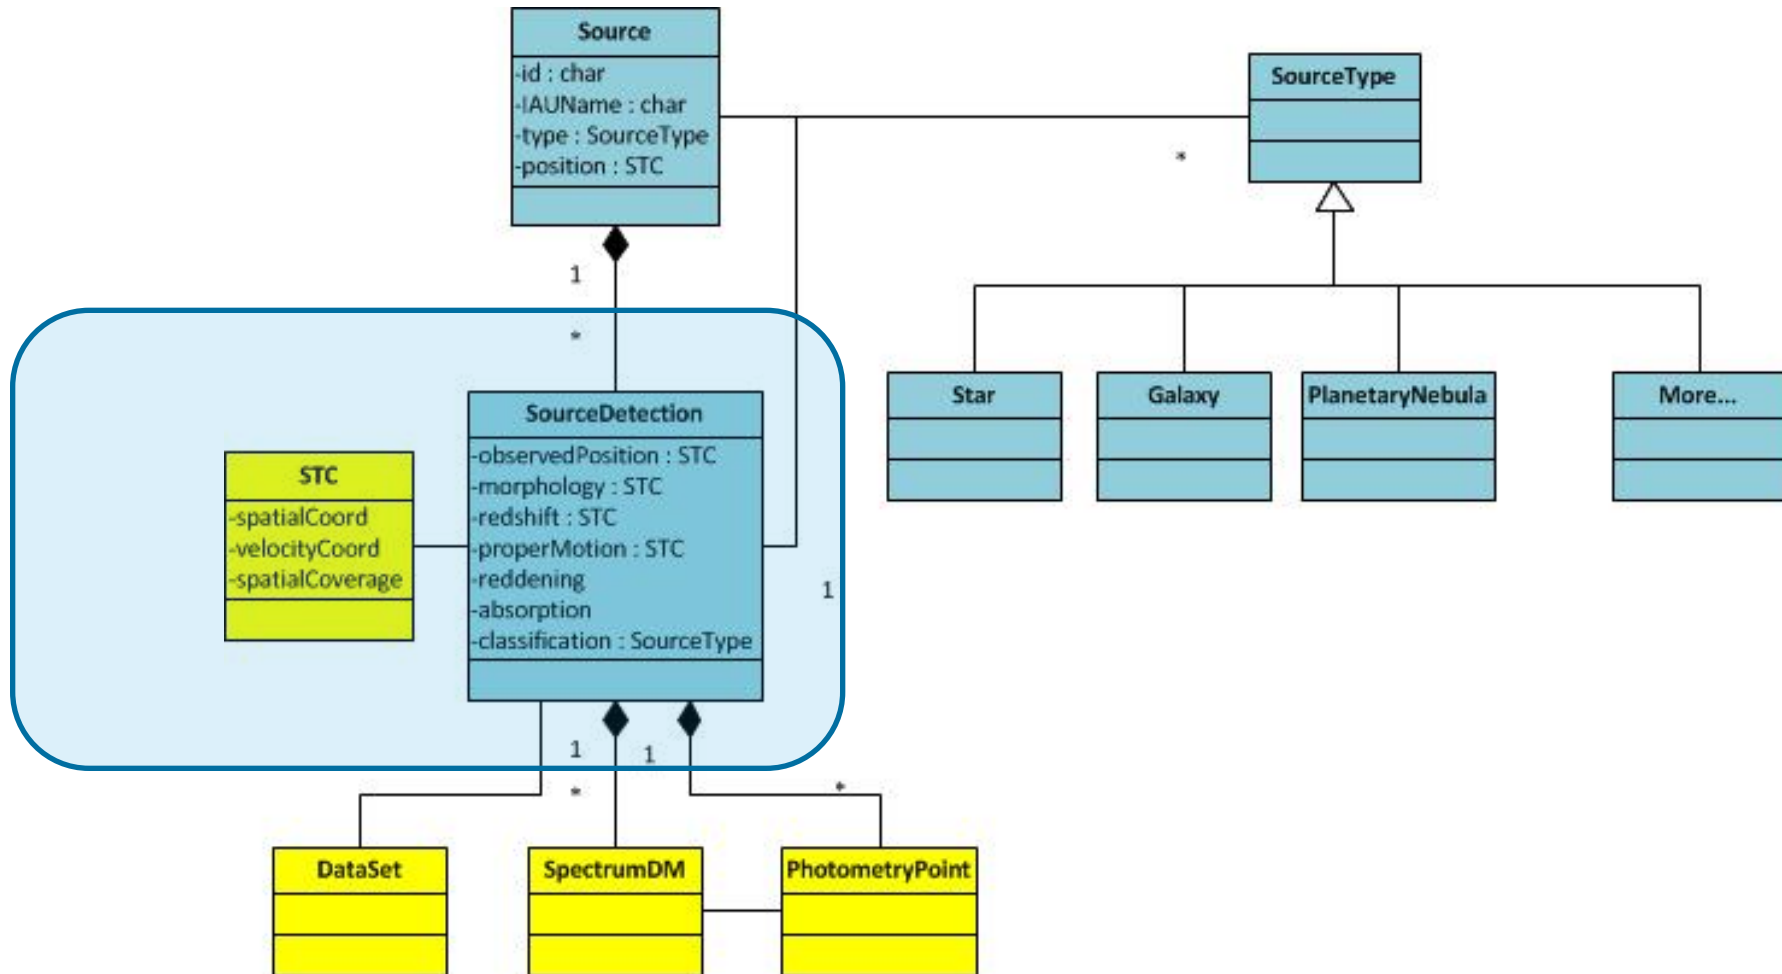 Source
-id : char
-IAUName : char
-type : SourceType
-position : STC
SourceType
*
1
*
Star
Galaxy
PlanetaryNebula
More...
SourceDetection
-observedPosition : STC
-morphology : STC
-redshift : STC
-properMotion : STC
-reddening
-absorption
-classification : SourceType
STC
-spatialCoord
-velocityCoord
-spatialCoverage
1
1
1
*
*
DataSet
SpectrumDM
PhotometryPoint